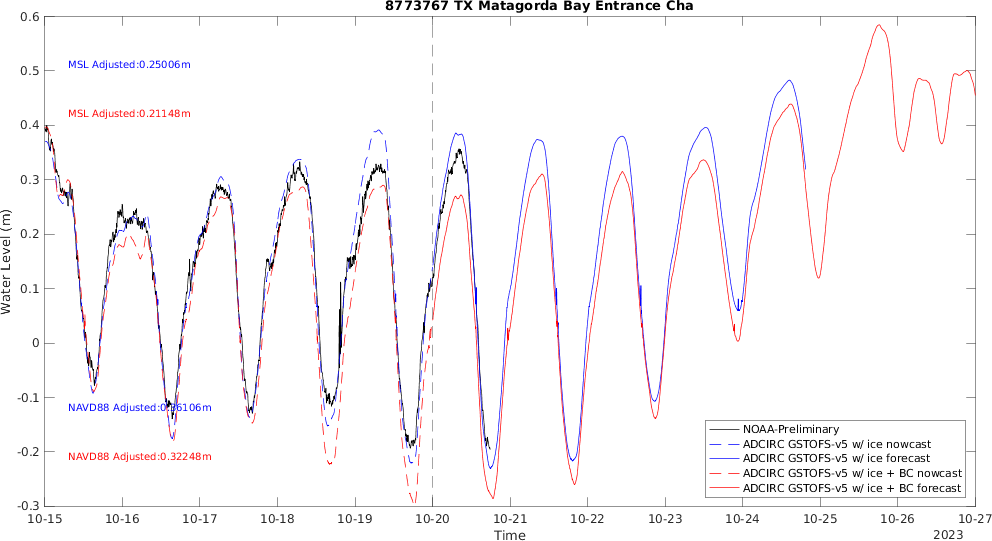 8773767 TX Matagorda Bay Entrance Cha
0.6
0.5
0.4
0.3
0.2
0.1
0
-0.1
-0.2
-0.3
Water Level (m)
MSL Adjusted:0.25006m
MSL Adjusted:0.21148m
NAVD88 Adjusted:0.36106m
NAVD88 Adjusted:0.32248m
NOAA-Preliminary
ADCIRC GSTOFS-v5 w/ ice nowcast
ADCIRC GSTOFS-v5 w/ ice forecast
ADCIRC GSTOFS-v5 w/ ice + BC nowcast
ADCIRC GSTOFS-v5 w/ ice + BC forecast
10-15 10-16 10-17 10-18 10-19 10-20 10-21 10-22 10-23 10-24 10-25 10-26 10-27
Time
2023